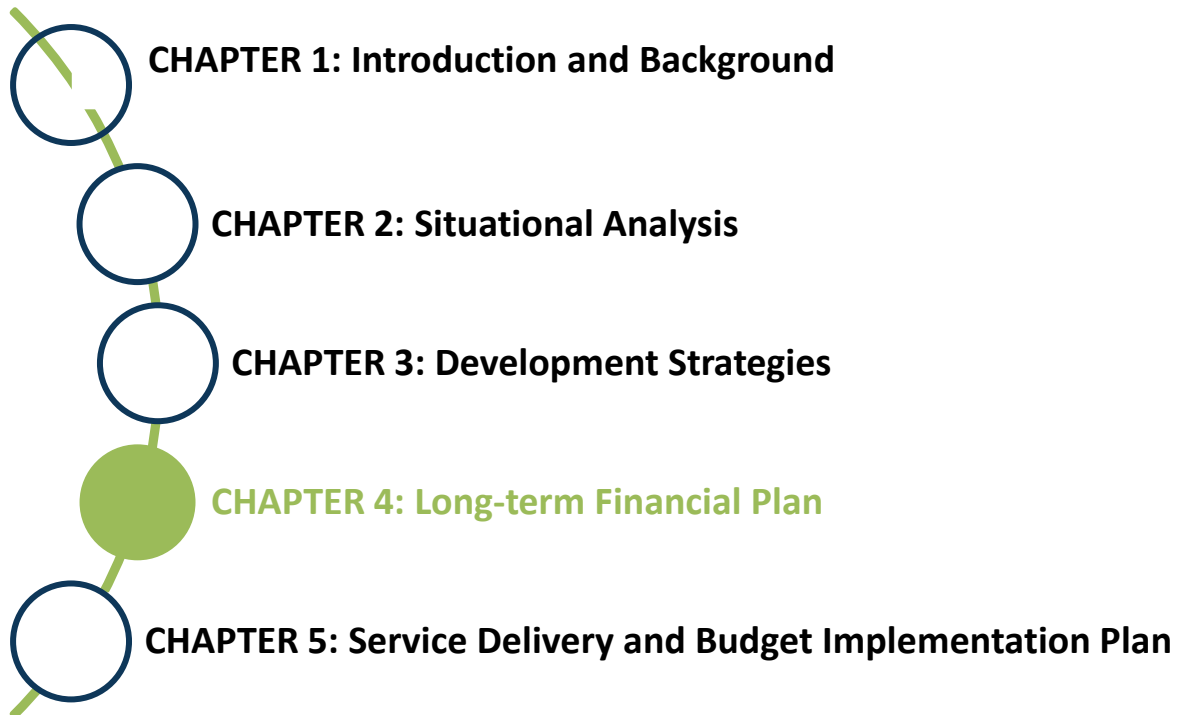 CHAPTER 1: Introduction and Background
CHAPTER 2: Situational Analysis
CHAPTER 3: Development Strategies
CHAPTER 4: Long-term Financial Plan
CHAPTER 5: Service Delivery and Budget Implementation Plan